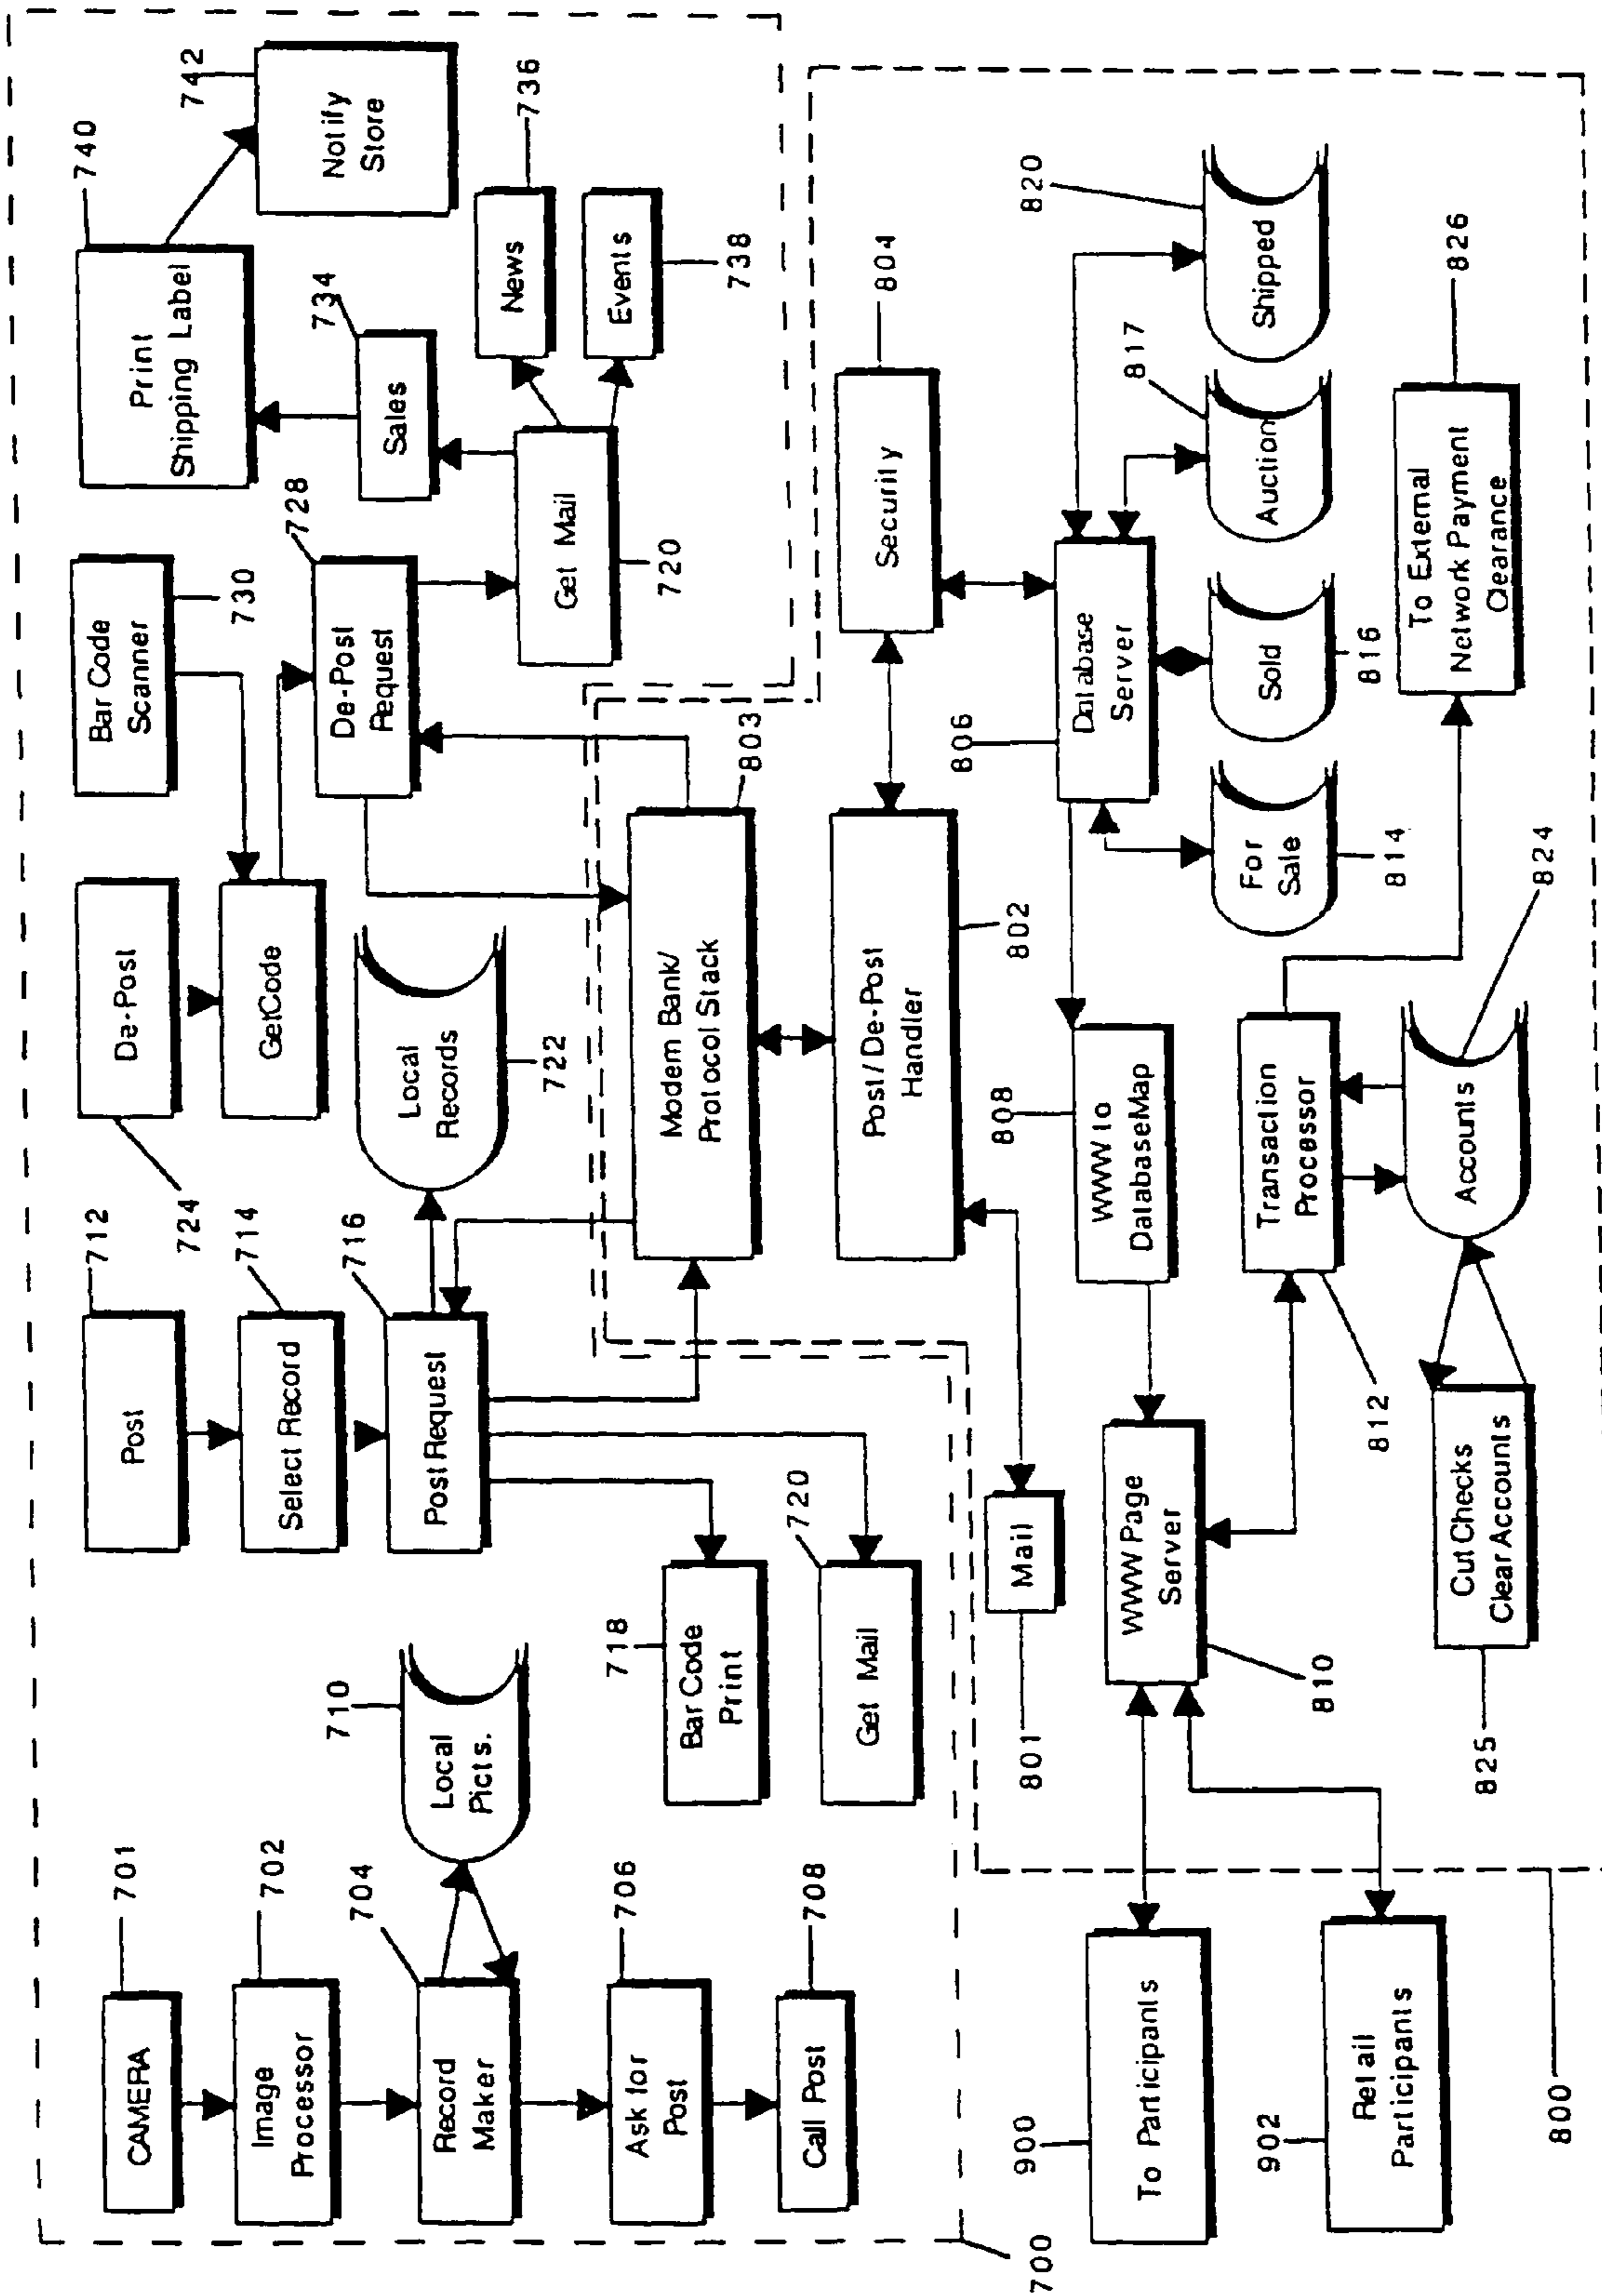 701
CAMERA
702
Image
Processor
704
Record
Maker
706
Ask for
Post
708
Call Post
710
Local
Picts.
712
Post
714
Select Record
716
Post Request
718
Bar Code
Print
720
Get Mail
722
Local
Records
724
De-Post
GetCode
730
Bar Code
Scanner
728
De-Post
Request
720
Get Mail
734
Sales
736
News
738
Events
740
Print
Shipping Label
742
Notify
Store
700
803
Modem Bank/
Protocol Stack
802
Post/De-Post
Handler
804
Security
801
Mail
806
Database
Server
808
WWW to
DatabaseMap
810
WWW Page
Server
812
Transaction
Processor
814
For
Sale
816
Sold
817
Auction
820
Shipped
824
Accounts
825
Cut Checks
Clear Accounts
826
To External
Network Payment
Clearance
900
To Participants
902
Retail
Participants
800